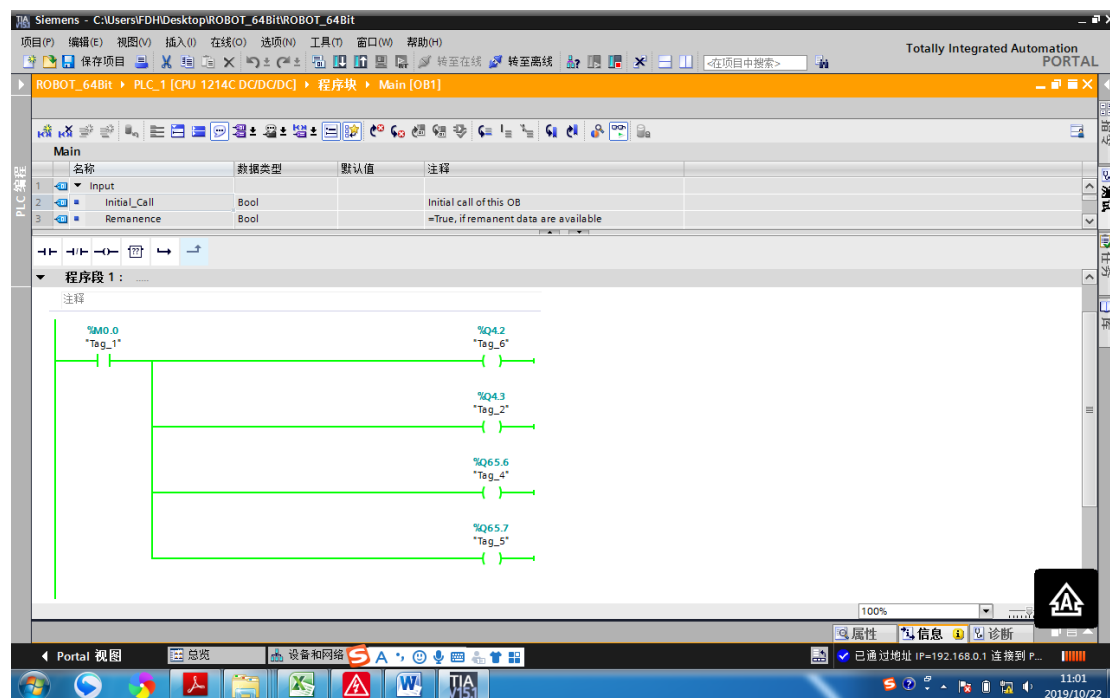 Siemens - C:\Users\FDH\Desktop\ROBOT_64Bit\ROBOT_64Bit
项目(P) 编辑(E) 视图(V) 插入(I) 在线(O) 选项(N) 工具(T) 窗口(W) 帮助(H)
Totally Integrated Automation
PORTAL
保存项目 转至在线 转至离线 <在项目中搜索>
ROBOT_64Bit PLC_1 [CPU 1214C DC/DC/DC] 程序块 Main [OB1]
PLC 编程
Main
名称 数据类型 默认值 注释
1 Input
2 Initial_Call Bool Initial call of this OB
3 Remanence Bool =True, if remanent data are available
程序段 1: .....
注释
%M0.0
"Tag_1"
%Q4.2
"Tag_6"
%Q4.3
"Tag_2"
%Q65.6
"Tag_4"
%Q65.7
"Tag_5"
100%
属性 信息 诊断
Portal 视图 总览 设备和网络
已通过地址 IP=192.168.0.1 连接到 P...
TIA
V15.1
11:01
2019/10/22